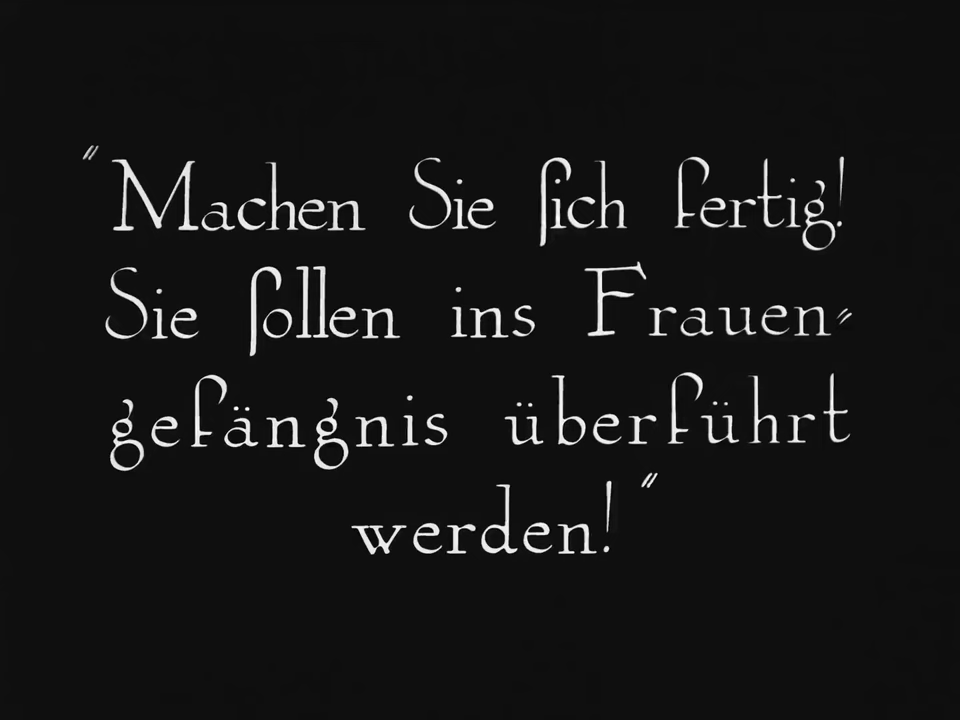 "Machen Sie ſich fertig!
Sie ſollen ins Frauen-
gefängnis überführt
werden!"